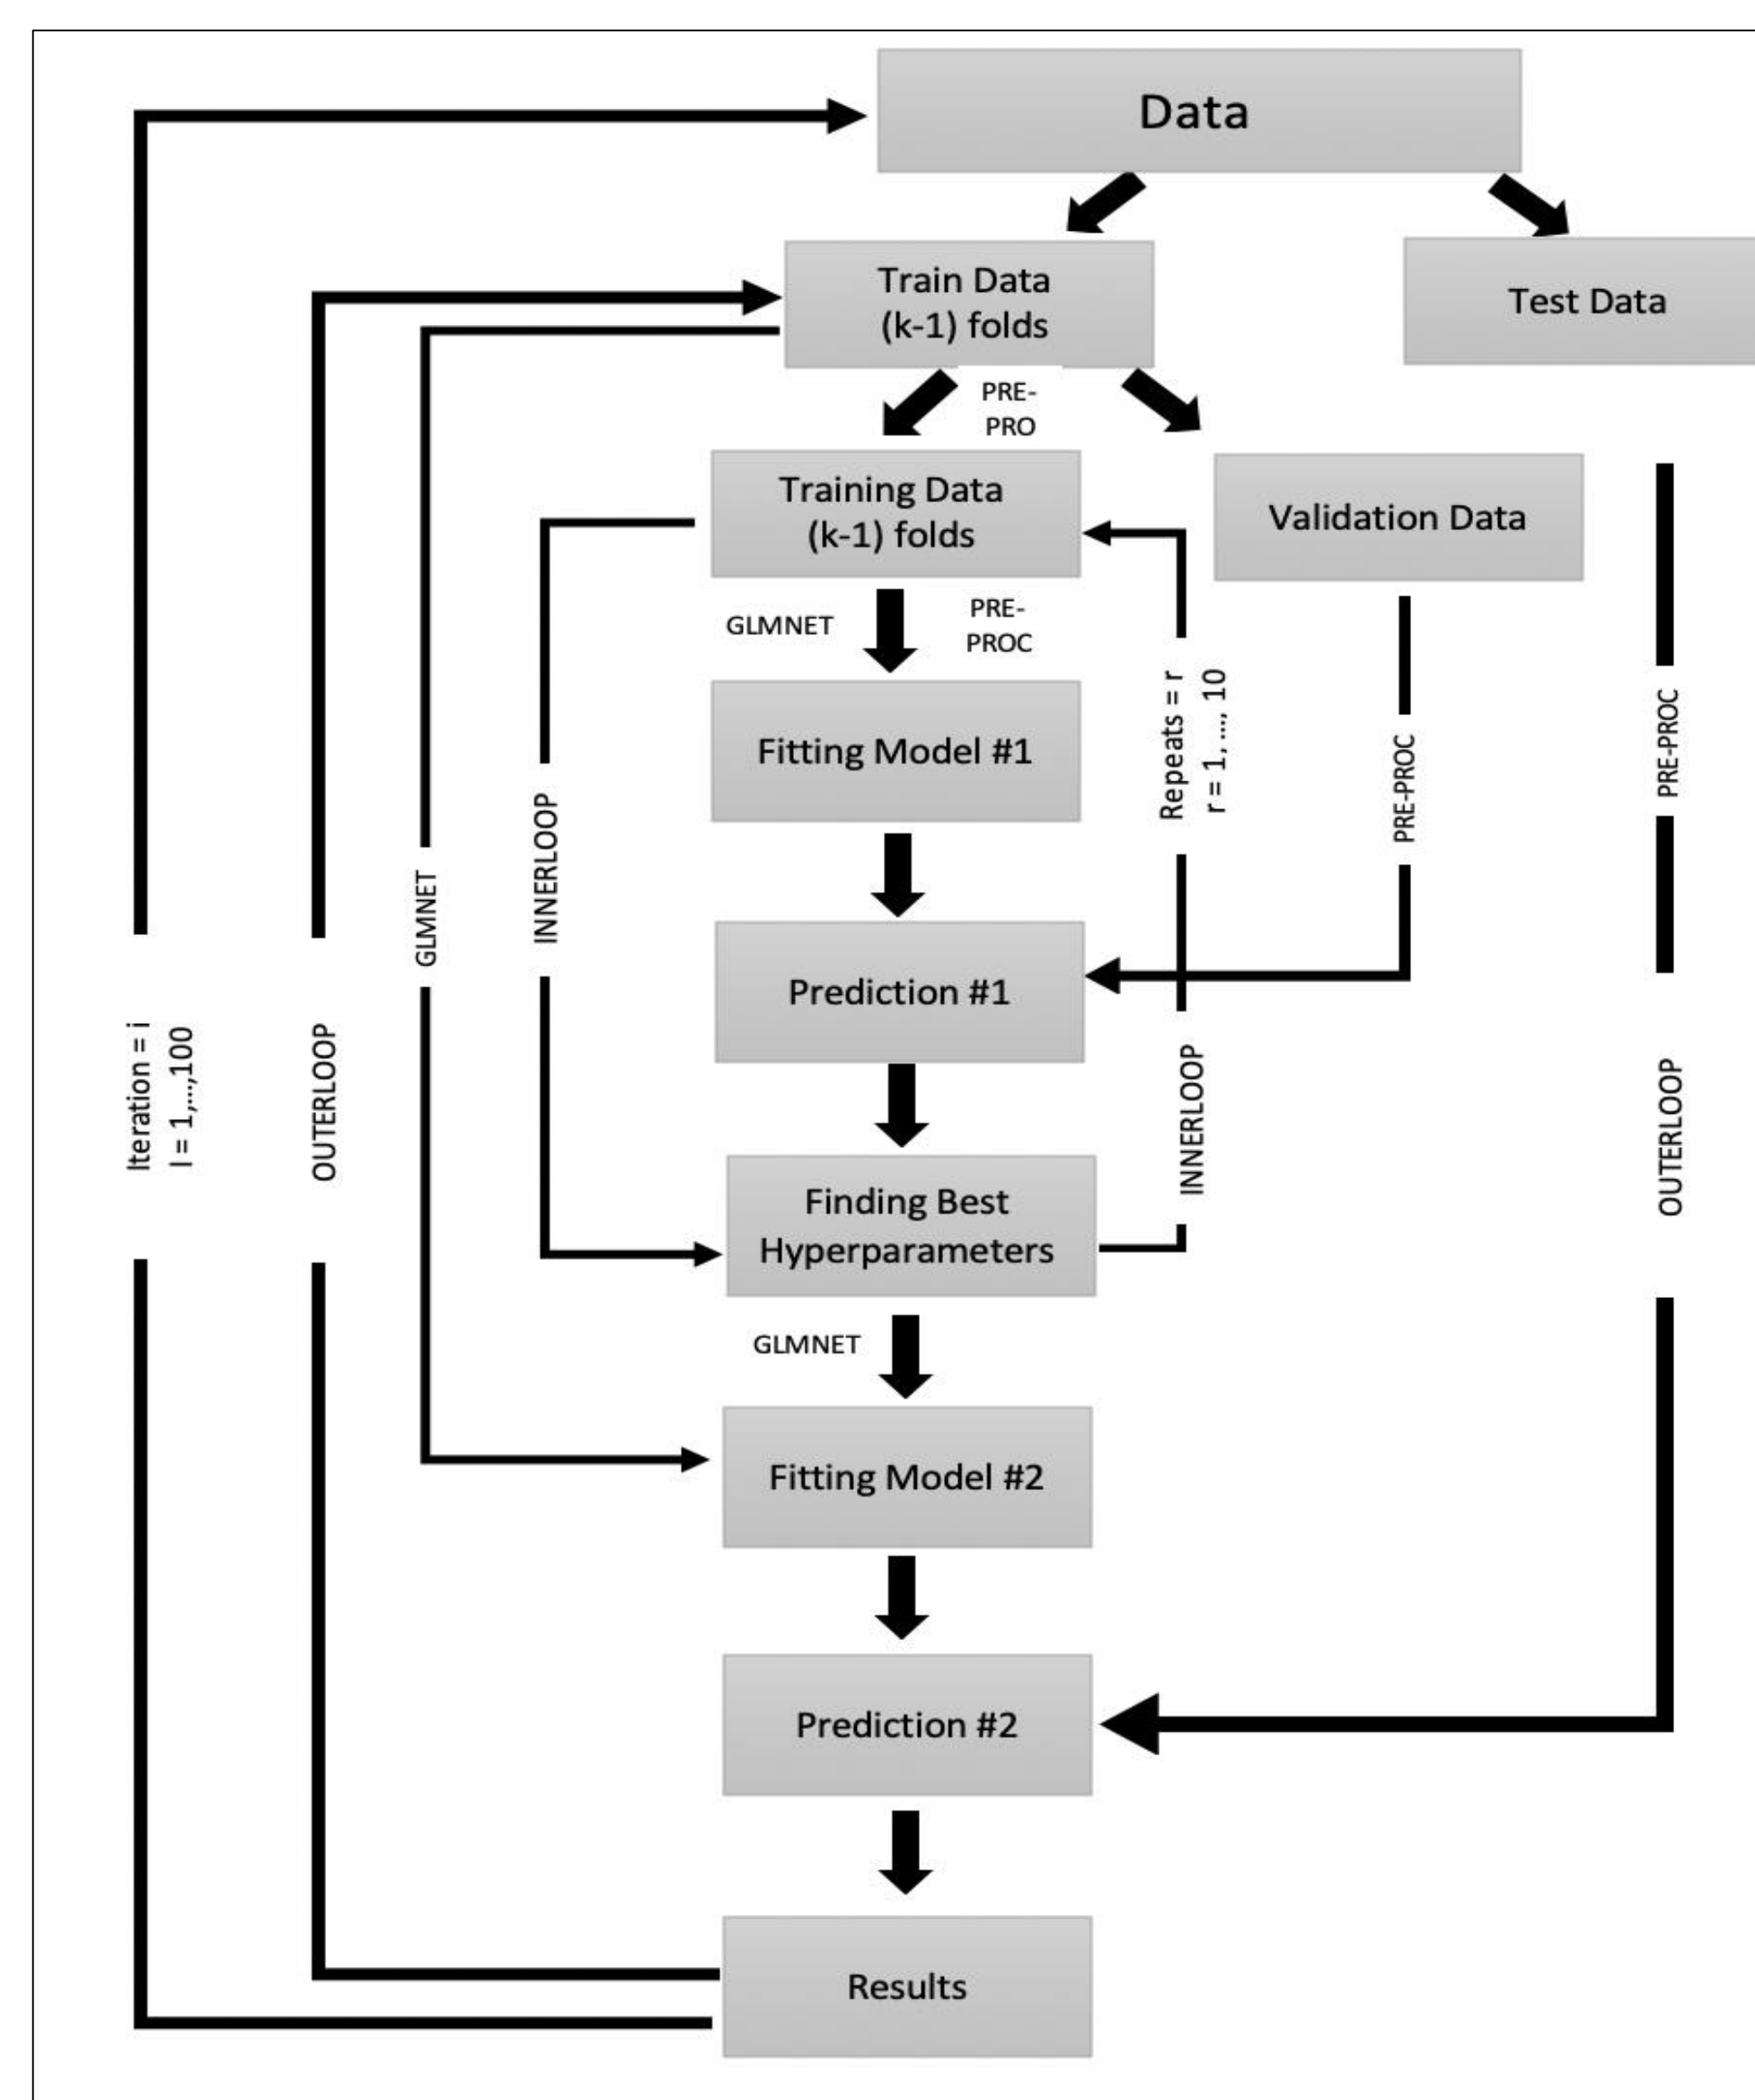 Data
Train Data
(k-1) folds
Test Data
PRE-
PRO
Training Data
(k-1) folds
Validation Data
GLMNET
PRE-
PROC
Fitting Model #1
Repeats = r
r = 1, ...., 10
PRE-PROC
PRE-PROC
INNERLOOP
GLMNET
Prediction #1
Iteration = i
I = 1,....,100
OUTERLOOP
INNERLOOP
OUTERLOOP
Finding Best
Hyperparameters
GLMNET
Fitting Model #2
Prediction #2
Results